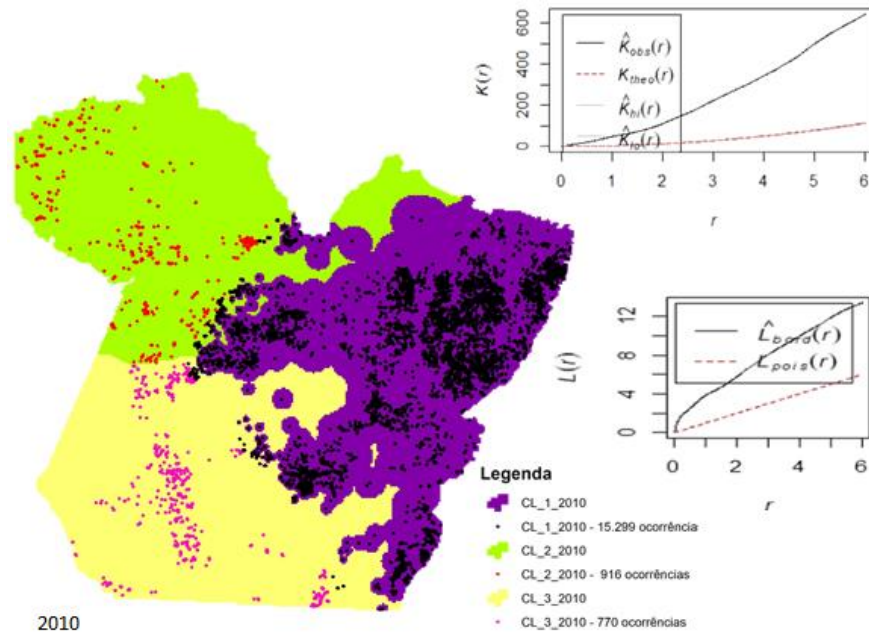 600
400
200
0
K(r)
K̂obs(r)
Ktheo(r)
K̂hi(r)
K̂lo(r)
0 1 2 3 4 5 6
r
12
8
4
0
L(r)
L̂bord(r)
Lpois(r)
0 2 4 6
r
Legenda
CL_1_2010
CL_1_2010 - 15.299 ocorrência
CL_2_2010
CL_2_2010 - 916 ocorrências
CL_3_2010
CL_3_2010 - 770 ocorrências
2010